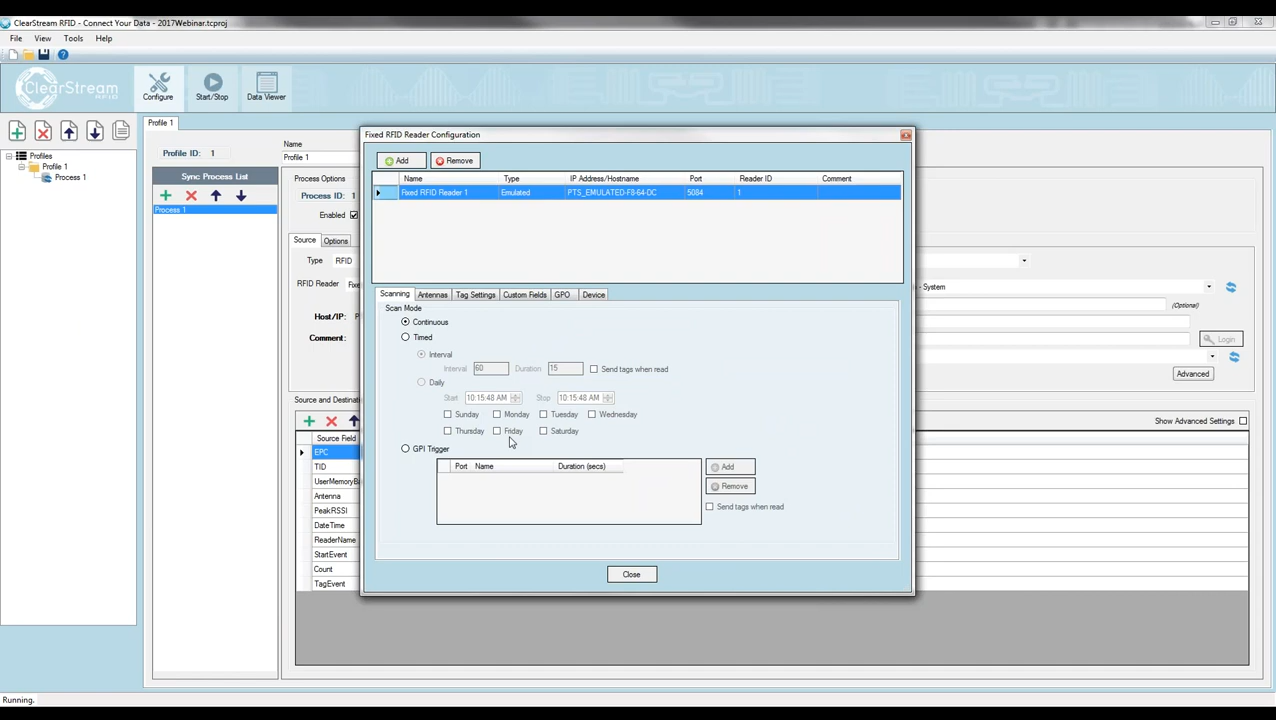 ClearStream RFID - Connect Your Data - 2017Webinar.tcproj
File View Tools Help
ClearStream RFID
Configure Start/Stop Data Viewer
Profiles
Profile 1
Process 1
Profile 1
Profile ID: 1
Name
Profile 1
Sync Process List
Process 1
Process Options
Process ID: 1
Enabled
Source Options
Type RFID
RFID Reader
Host/IP:
Comment:
- System
(Optional)
Login
Advanced
Show Advanced Settings
Source Field
EPC
TID
Antenna
PeakRSSI
DateTime
ReaderName
StartEvent
Count
TagEvent
Fixed RFID Reader Configuration
Add Remove
Name Type IP Address/Hostname Port Reader ID Comment
Fixed RFID Reader 1 Emulated PTS_EMULATED-F8-64-DC 5084 1
Scanning Antennas Tag Settings Custom Fields GPO Device
Scan Mode
Continuous
Timed
Interval
Interval 60 Duration 15 Send tags when read
Daily
Start 10:15:48 AM Stop 10:15:48 AM
Sunday Monday Tuesday Wednesday
Thursday Friday Saturday
GPI Trigger
Port Name Duration (secs)
Add
Remove
Send tags when read
Close
Running.